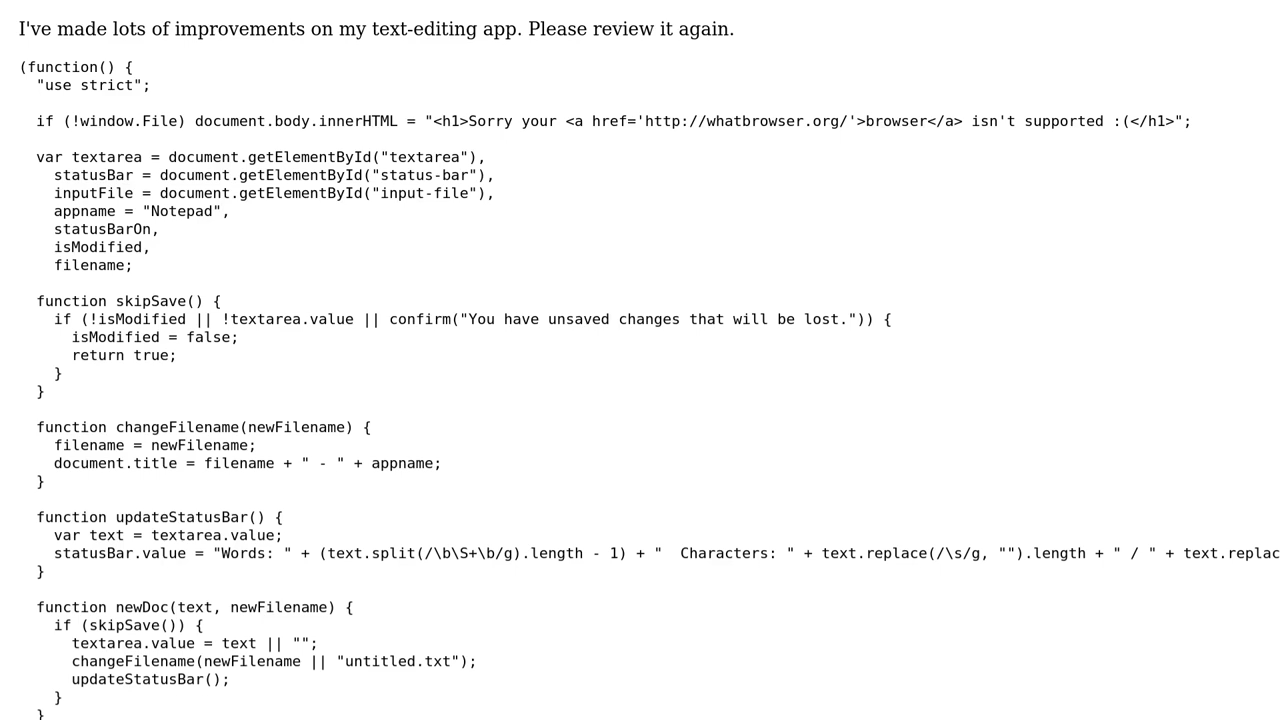 I've made lots of improvements on my text-editing app. Please review it again.
(function() {
"use strict";
if (!window.File) document.body.innerHTML = "<h1>Sorry your <a href='http://whatbrowser.org/'>browser</a> isn't supported :(</h1>";
var textarea = document.getElementById("textarea"),
statusBar = document.getElementById("status-bar"),
inputFile = document.getElementById("input-file"),
appname = "Notepad",
statusBarOn,
isModified,
filename;
function skipSave() {
if (!isModified || !textarea.value || confirm("You have unsaved changes that will be lost.")) {
isModified = false;
return true;
}
}
function changeFilename(newFilename) {
filename = newFilename;
document.title = filename + " - " + appname;
}
function updateStatusBar() {
var text = textarea.value;
statusBar.value = "Words: " + (text.split(/\b\S+\b/g).length - 1) + "  Characters: " + text.replace(/\s/g, "").length + " / " + text.replac
}
function newDoc(text, newFilename) {
if (skipSave()) {
textarea.value = text || "";
changeFilename(newFilename || "untitled.txt");
updateStatusBar();
}
}